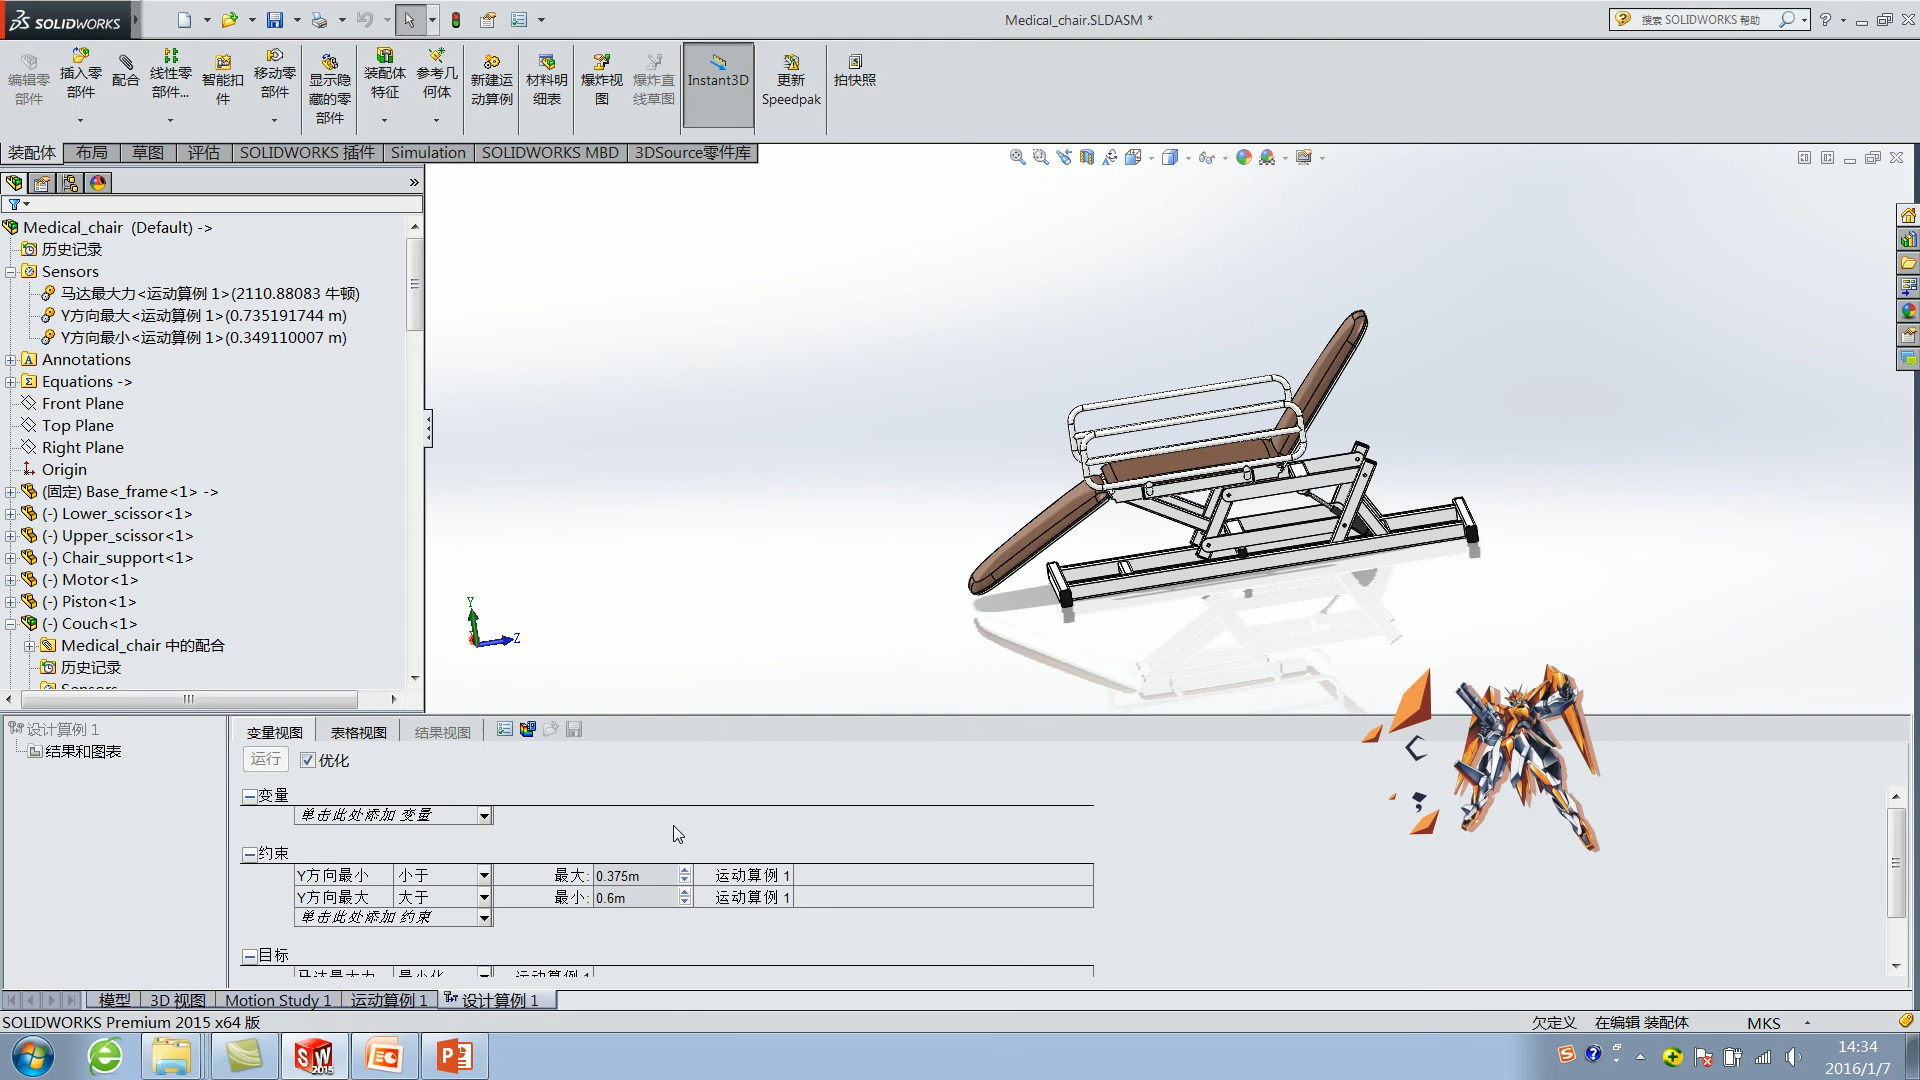 SOLIDWORKS
Medical_chair.SLDASM *
搜索 SOLIDWORKS 帮助
编辑零部件
插入零部件
配合
线性零部件...
智能扣件
移动零部件
显示隐藏的零部件
装配体特征
参考几何体
新建运动算例
材料明细表
爆炸视图
爆炸直线草图
Instant3D
更新 Speedpak
拍快照
装配体 布局 草图 评估 SOLIDWORKS 插件 Simulation SOLIDWORKS MBD 3DSource零件库
Medical_chair (Default) ->
历史记录
Sensors
马达最大力<运动算例 1>(2110.88083 牛顿)
Y方向最大<运动算例 1>(0.735191744 m)
Y方向最小<运动算例 1>(0.349110007 m)
Annotations
Equations ->
Front Plane
Top Plane
Right Plane
Origin
(固定) Base_frame<1> ->
(-) Lower_scissor<1>
(-) Upper_scissor<1>
(-) Chair_support<1>
(-) Motor<1>
(-) Piston<1>
(-) Couch<1>
Medical_chair 中的配合
历史记录
Sensors
Y
Z
设计算例 1
结果和图表
变量视图 表格视图 结果视图
运行 优化
变量
单击此处添加 变量
约束
Y方向最小 小于 最大: 0.375m 运动算例 1
Y方向最大 大于 最小: 0.6m 运动算例 1
单击此处添加 约束
目标
马达最大力 最小化 运动算例 1
模型 3D 视图 Motion Study 1 运动算例 1 设计算例 1
SOLIDWORKS Premium 2015 x64 版
欠定义 在编辑 装配体 MKS
14:34
2016/1/7